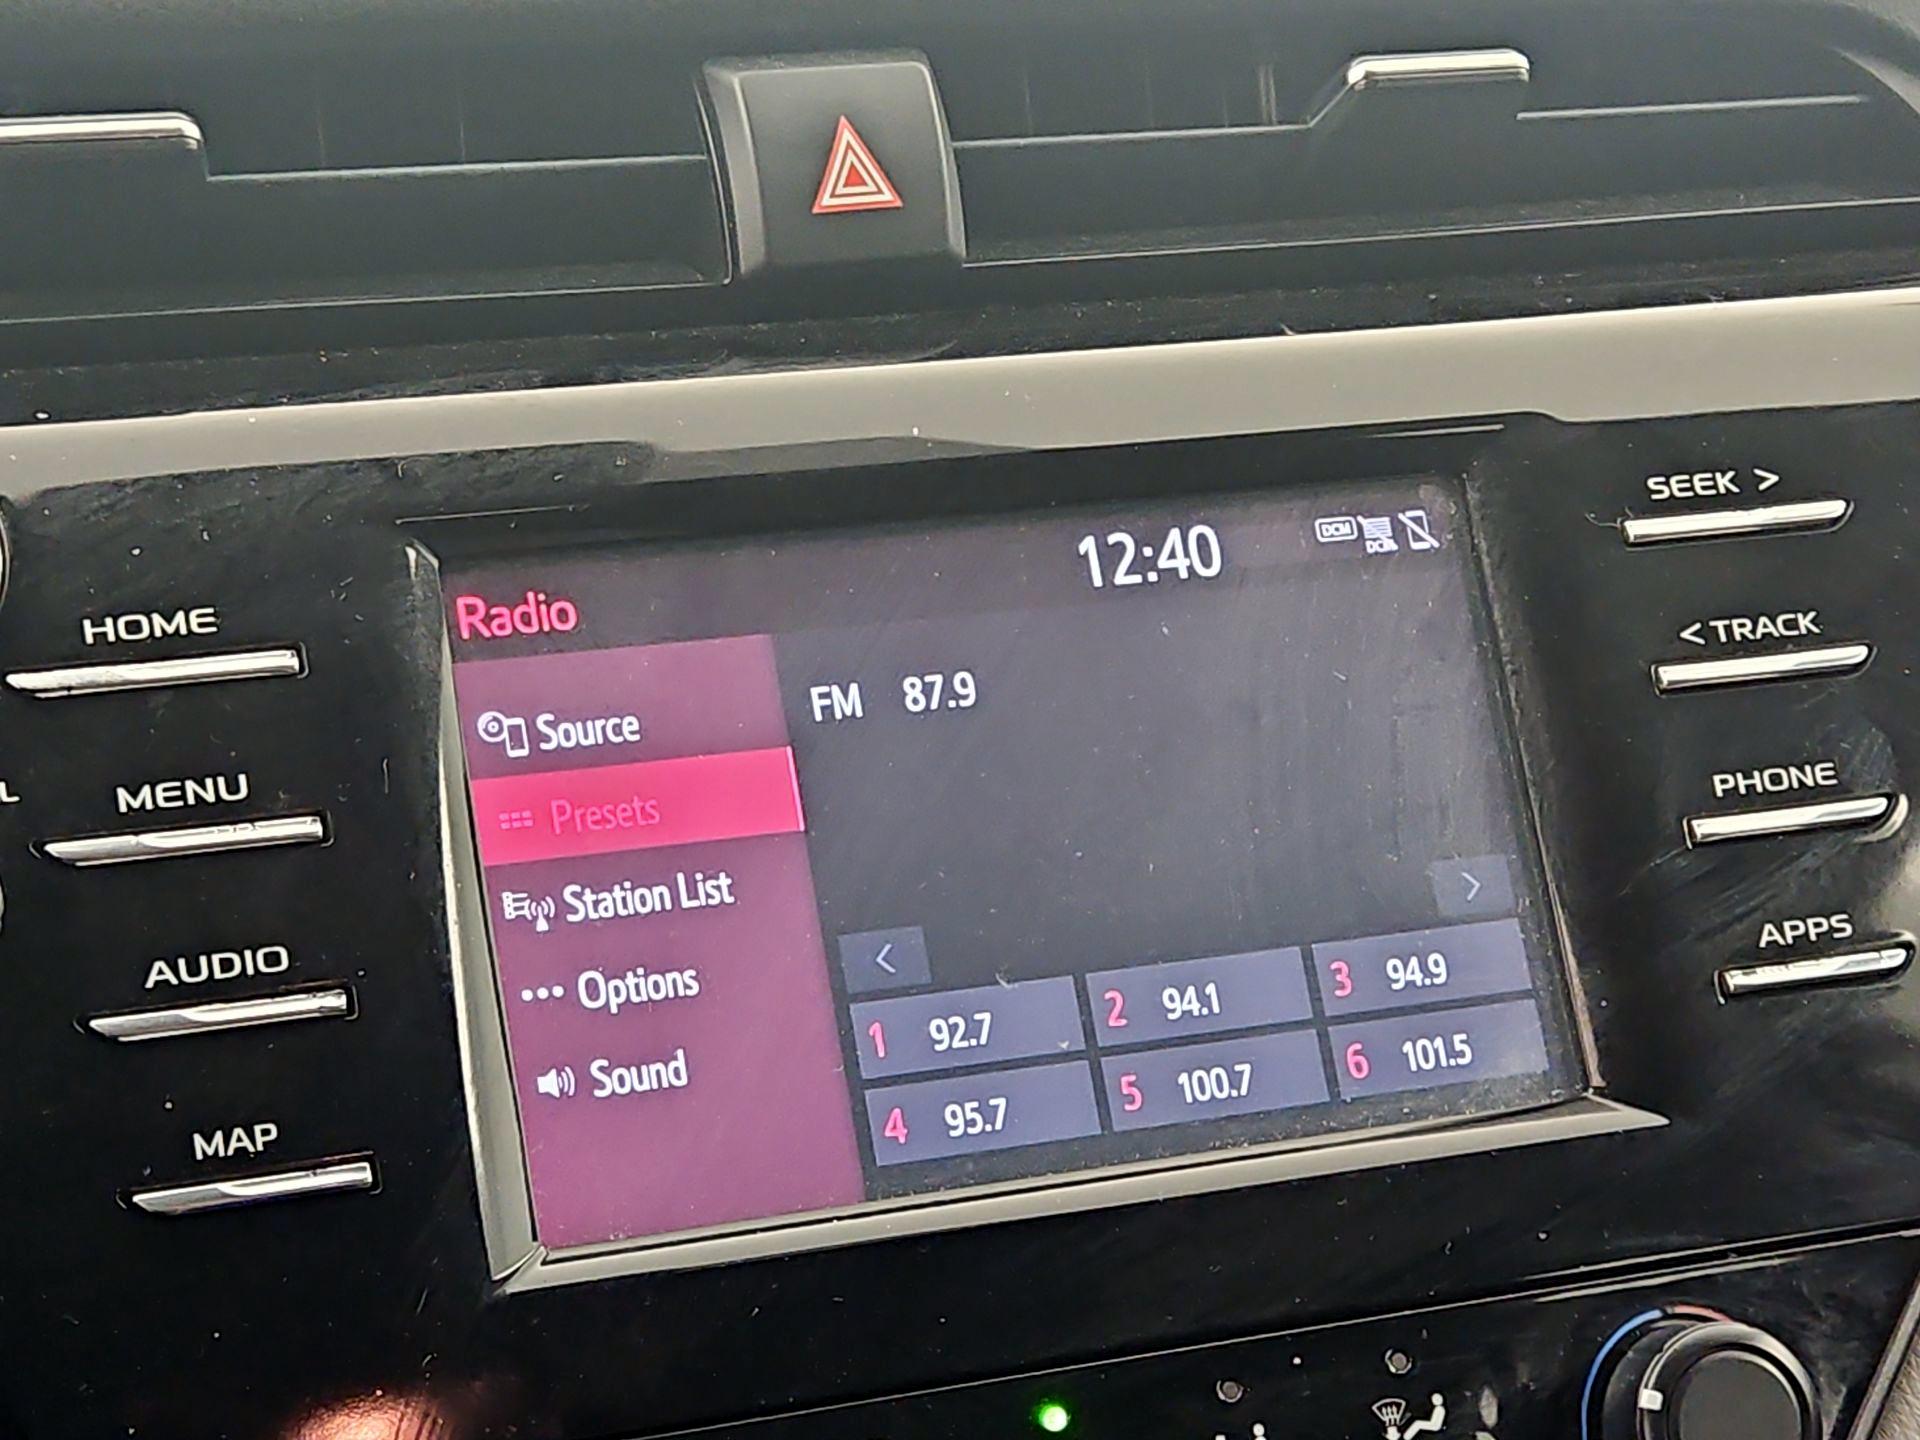 SEEK >
< TRACK
PHONE
APPS
HOME
MENU
AUDIO
MAP
12:40
DCM
DCM
Radio
Source
Presets
Station List
Options
Sound
FM 87.9
<
>
1 92.7
2 94.1
3 94.9
4 95.7
5 100.7
6 101.5
L